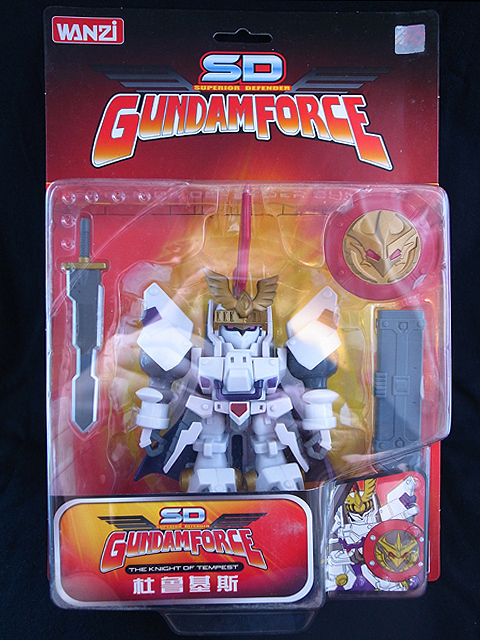 WANZI
SD
SUPERIOR DEFENDER
GUNDAMFORCE
SD
SUPERIOR DEFENDER
GUNDAMFORCE
THE KNIGHT OF TEMPEST
杜魯基斯